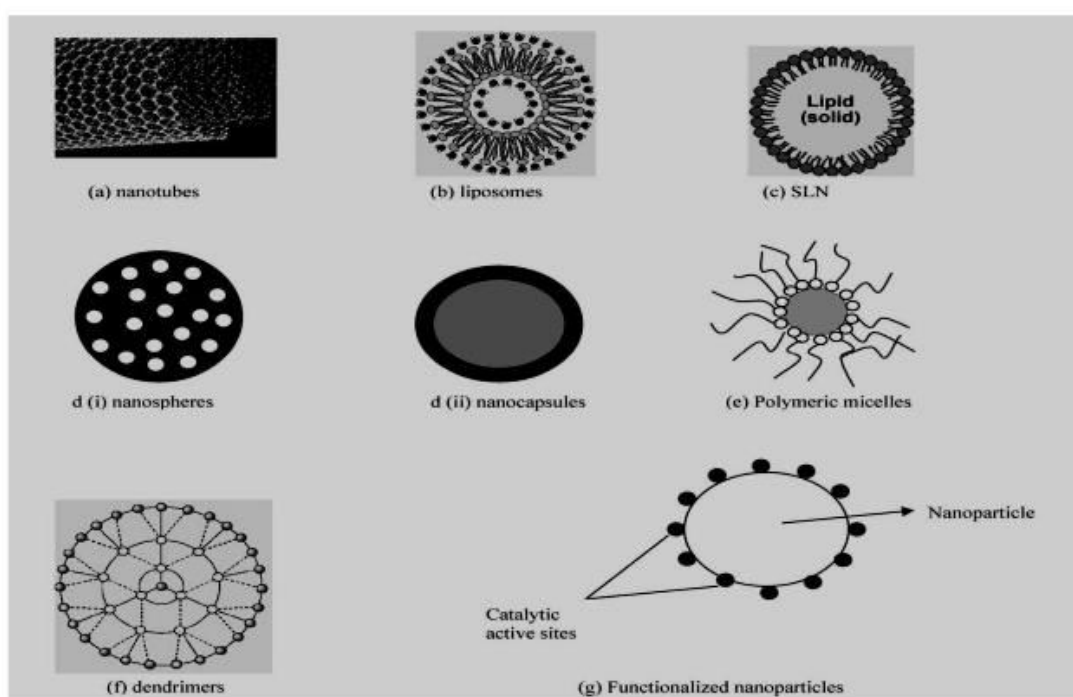 Lipid
(solid)
(a) nanotubes
(b) liposomes
(c) SLN
d (i) nanospheres
d (ii) nanocapsules
(e) Polymeric micelles
Nanoparticle
Catalytic
active sites
(f) dendrimers
(g) Functionalized nanoparticles